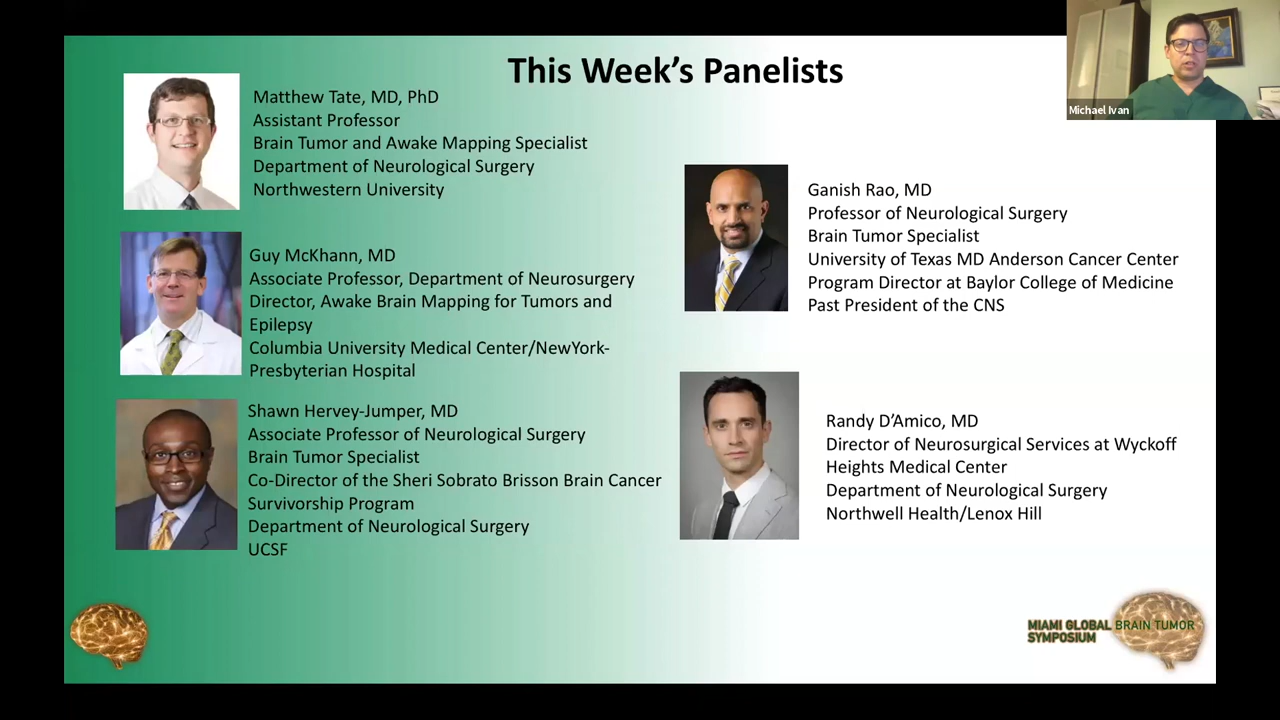 This Week's Panelists
Michael Ivan
Matthew Tate, MD, PhD
Assistant Professor
Brain Tumor and Awake Mapping Specialist
Department of Neurological Surgery
Northwestern University
Guy McKhann, MD
Associate Professor, Department of Neurosurgery
Director, Awake Brain Mapping for Tumors and
Epilepsy
Columbia University Medical Center/NewYork-
Presbyterian Hospital
Shawn Hervey-Jumper, MD
Associate Professor of Neurological Surgery
Brain Tumor Specialist
Co-Director of the Sheri Sobrato Brisson Brain Cancer
Survivorship Program
Department of Neurological Surgery
UCSF
Ganish Rao, MD
Professor of Neurological Surgery
Brain Tumor Specialist
University of Texas MD Anderson Cancer Center
Program Director at Baylor College of Medicine
Past President of the CNS
Randy D'Amico, MD
Director of Neurosurgical Services at Wyckoff
Heights Medical Center
Department of Neurological Surgery
Northwell Health/Lenox Hill
MIAMI GLOBAL BRAIN TUMOR
SYMPOSIUM